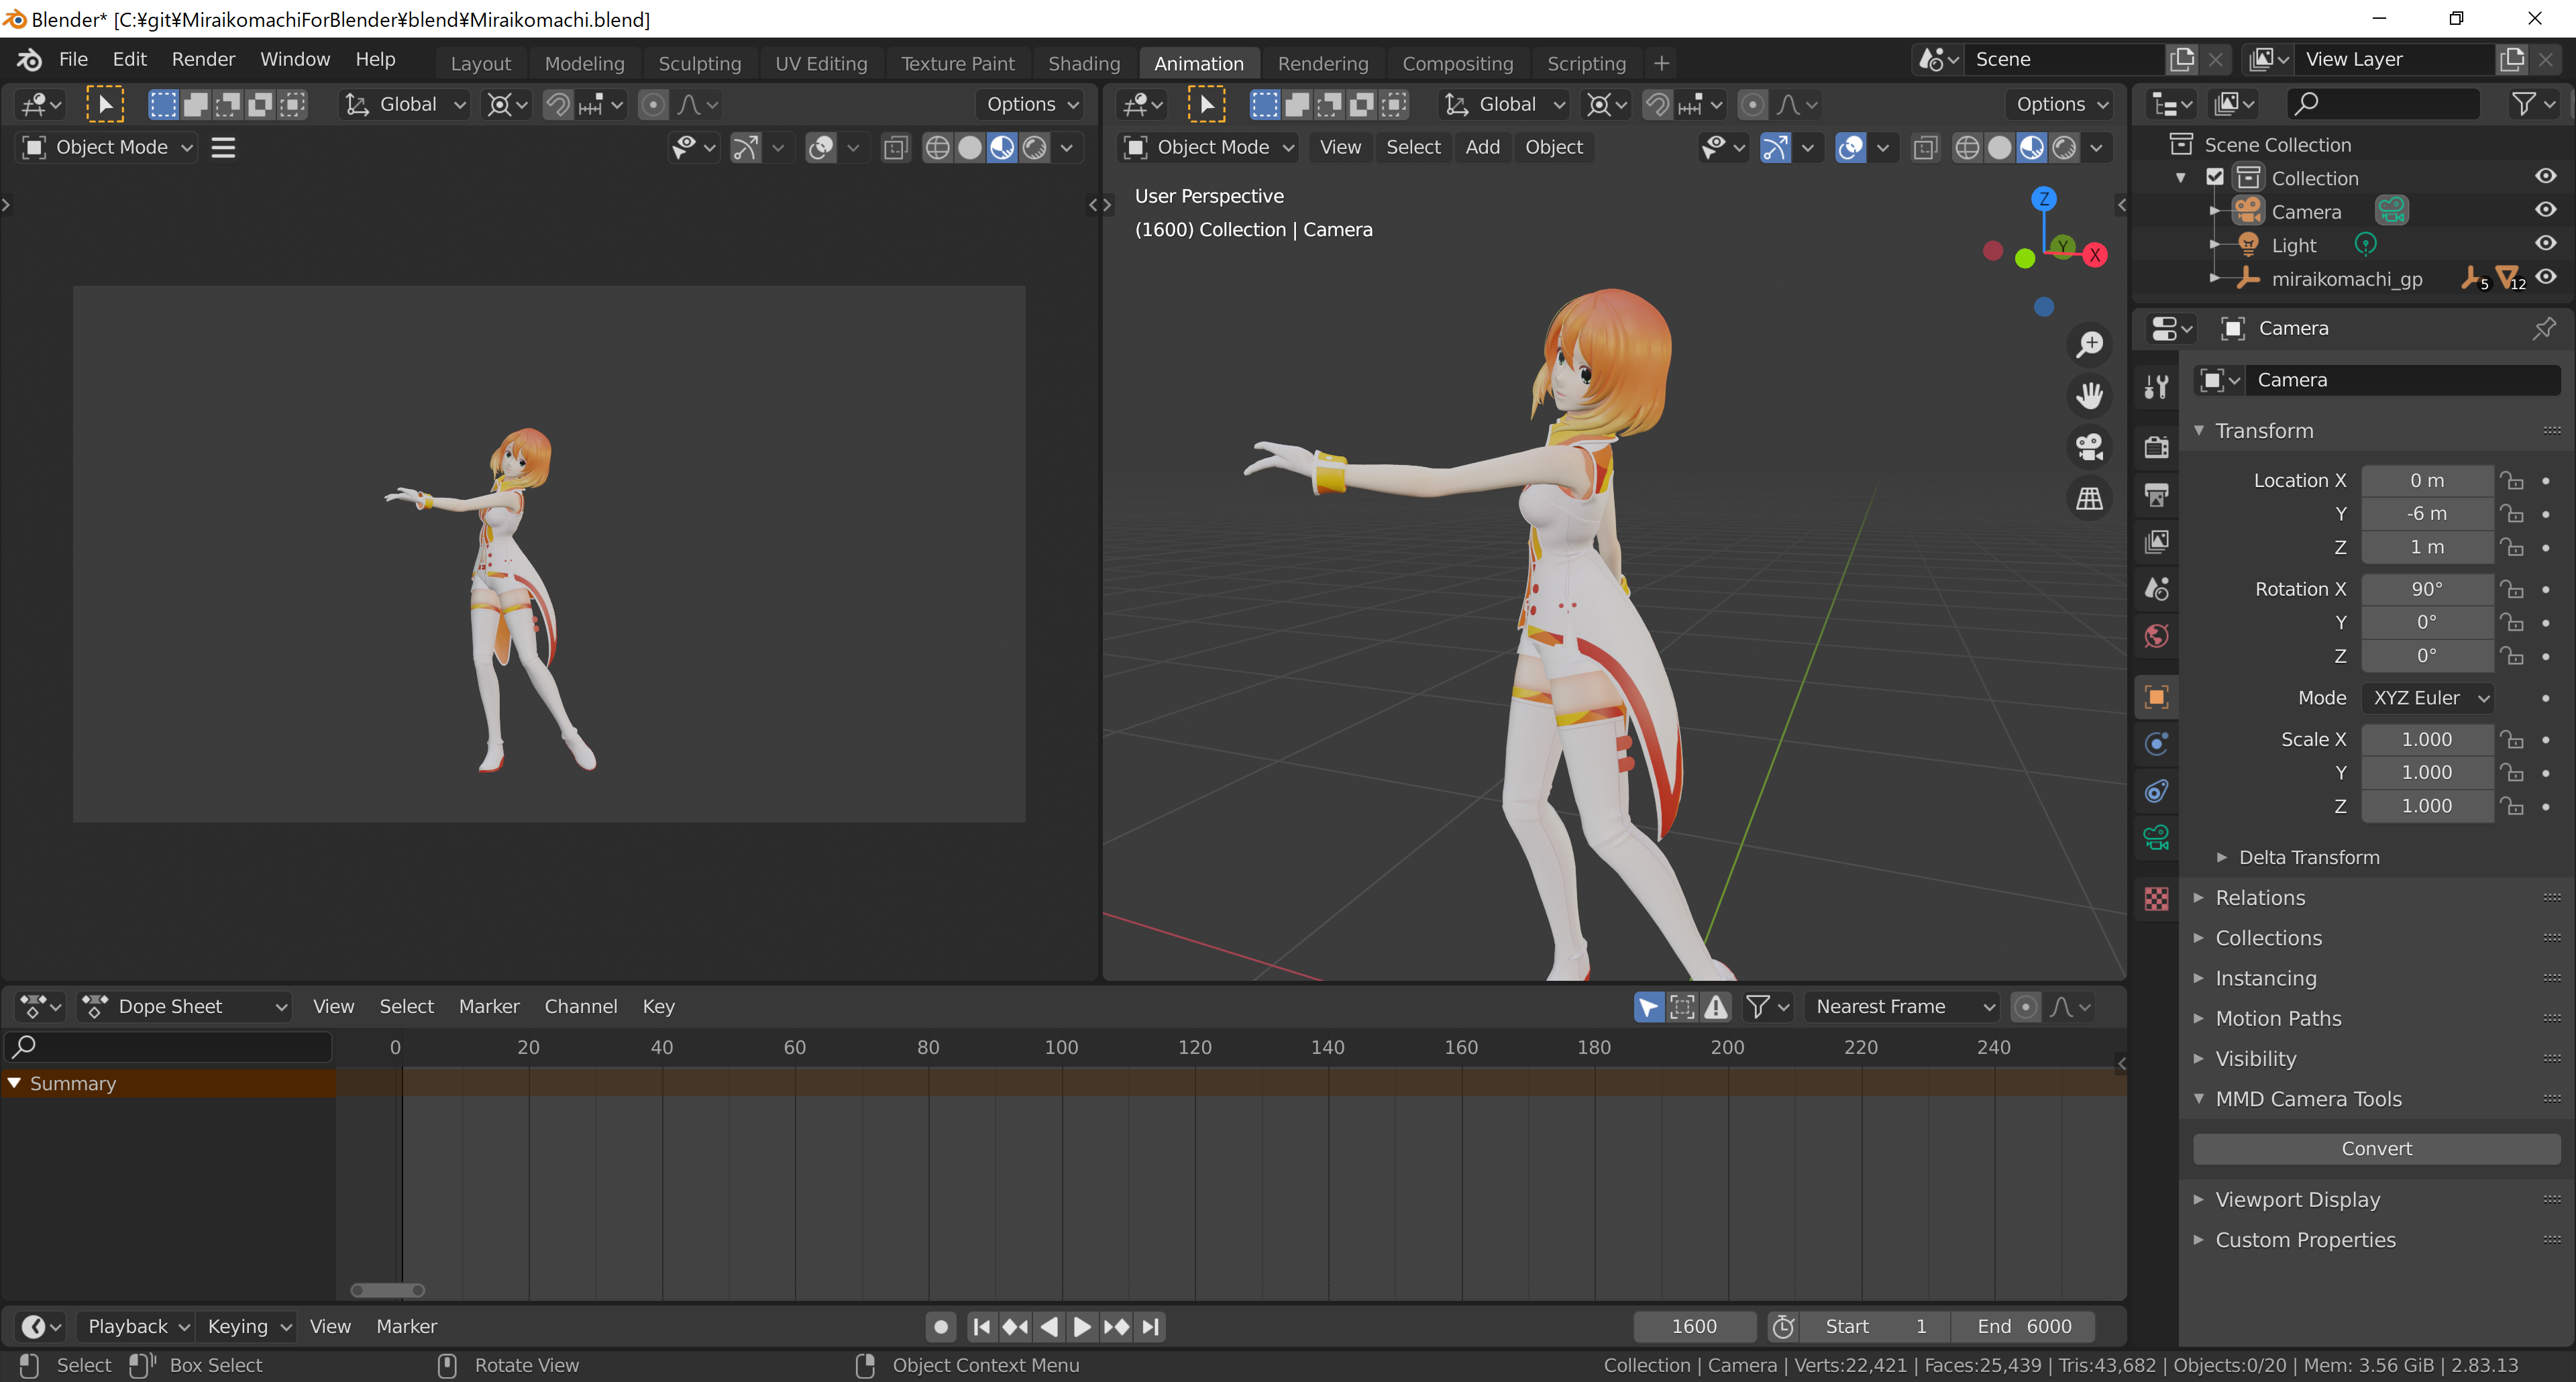 Blender* [C:¥git¥MiraikomachiForBlender¥blend¥Miraikomachi.blend]
File Edit Render Window Help Layout Modeling Sculpting UV Editing Texture Paint Shading Animation Rendering Compositing Scripting + Scene View Layer
Global Options Global Options
Object Mode Object Mode View Select Add Object
User Perspective
(1600) Collection | Camera
Z
Y
X
Scene Collection
Collection
Camera
Light
miraikomachi_gp 5 12
Camera
Camera
Transform
Location X 0 m
Y -6 m
Z 1 m
Rotation X 90°
Y 0°
Z 0°
Mode XYZ Euler
Scale X 1.000
Y 1.000
Z 1.000
Delta Transform
Relations
Collections
Instancing
Motion Paths
Visibility
MMD Camera Tools
Convert
Viewport Display
Custom Properties
Dope Sheet View Select Marker Channel Key Nearest Frame
0 20 40 60 80 100 120 140 160 180 200 220 240
Summary
Playback Keying View Marker 1600 Start 1 End 6000
Select Box Select Rotate View Object Context Menu Collection | Camera | Verts:22,421 | Faces:25,439 | Tris:43,682 | Objects:0/20 | Mem: 3.56 GiB | 2.83.13